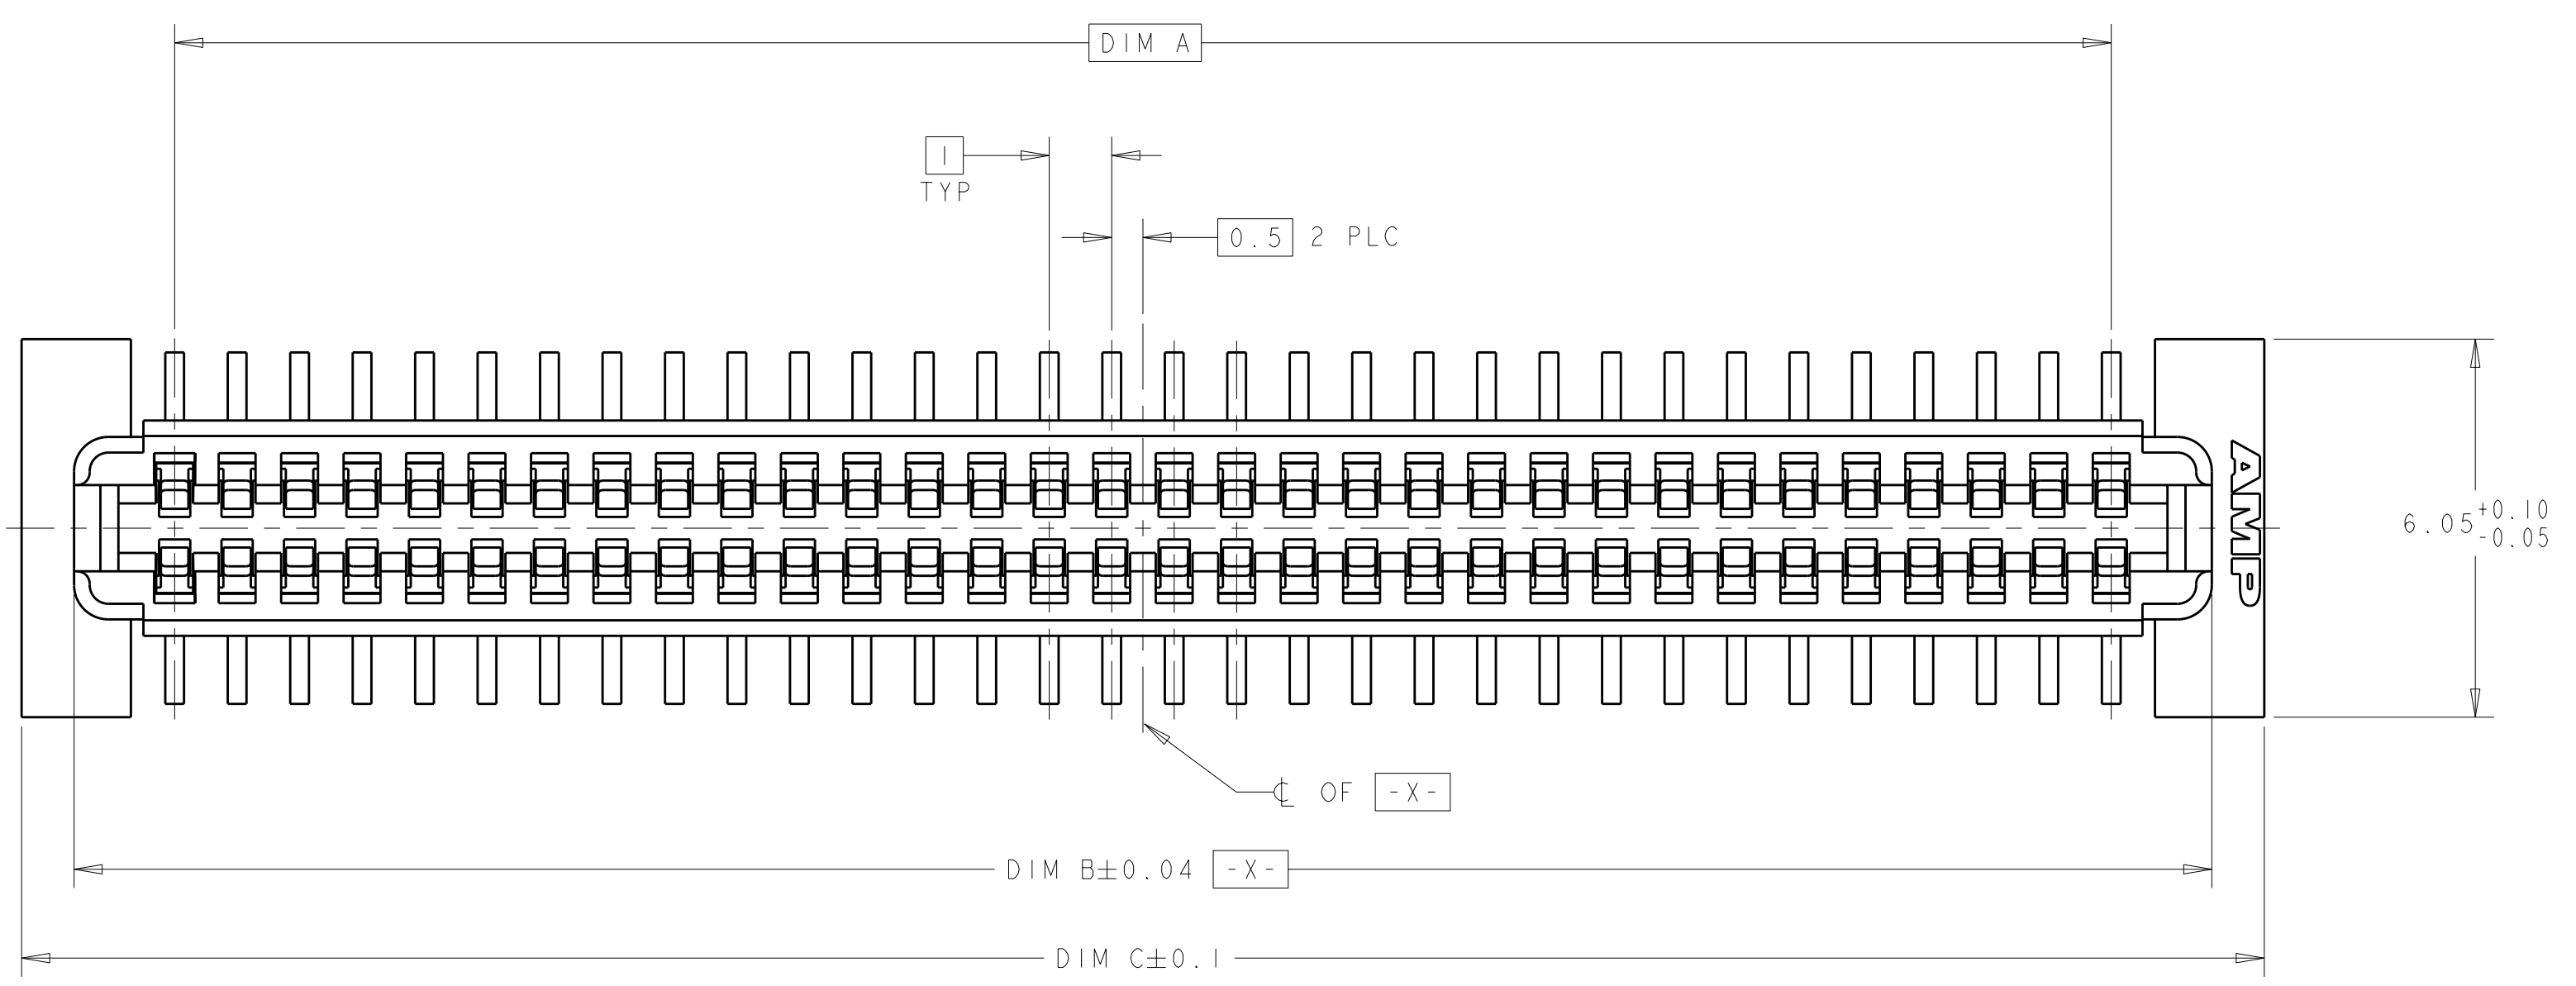 DIM A
1
TYP
0.5 2 PLC
AMP
6.05 +0.10
-0.05
℄ OF -X-
DIM B±0.04 -X-
DIM C±0.1